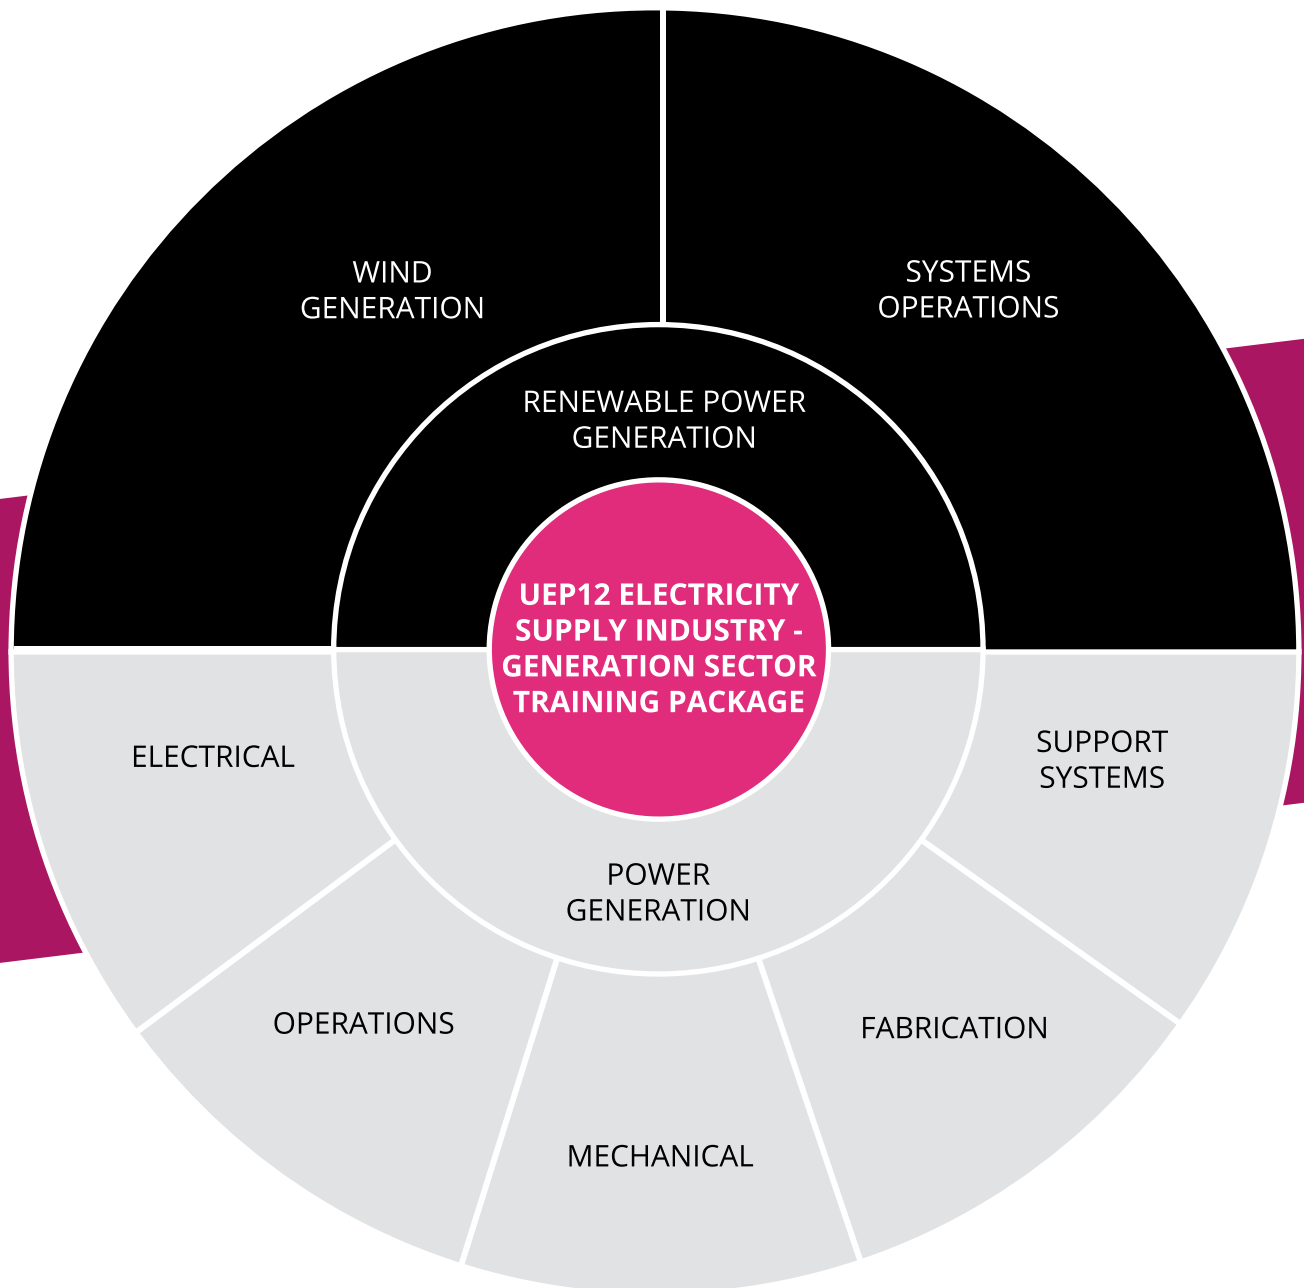 WIND
GENERATION
SYSTEMS
OPERATIONS
RENEWABLE POWER
GENERATION
UEP12 ELECTRICITY
SUPPLY INDUSTRY -
GENERATION SECTOR
TRAINING PACKAGE
ELECTRICAL
SUPPORT
SYSTEMS
POWER
GENERATION
OPERATIONS
FABRICATION
MECHANICAL